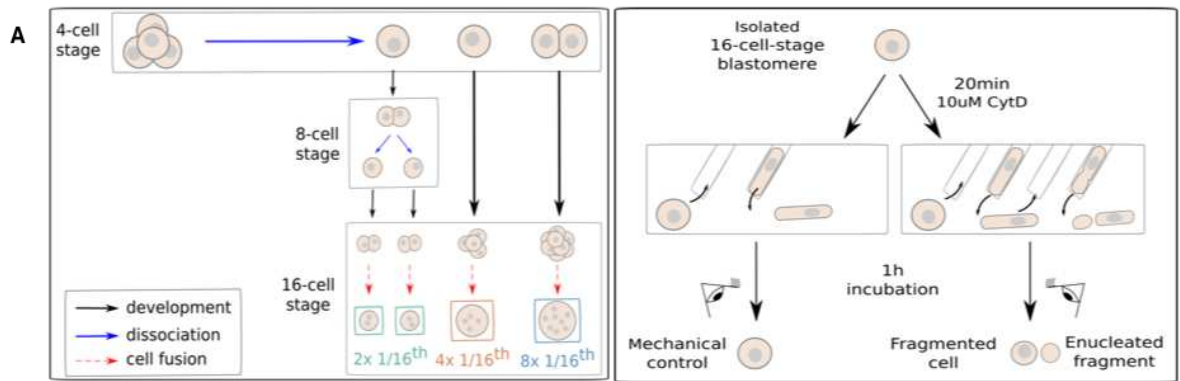 A
4-cell
stage
8-cell
stage
16-cell
stage
development
dissociation
cell fusion
2x 1/16th
4x 1/16th
8x 1/16th
Isolated
16-cell-stage
blastomere
20min
10uM CytD
1h
incubation
Mechanical
control
Fragmented
cell
Enucleated
fragment